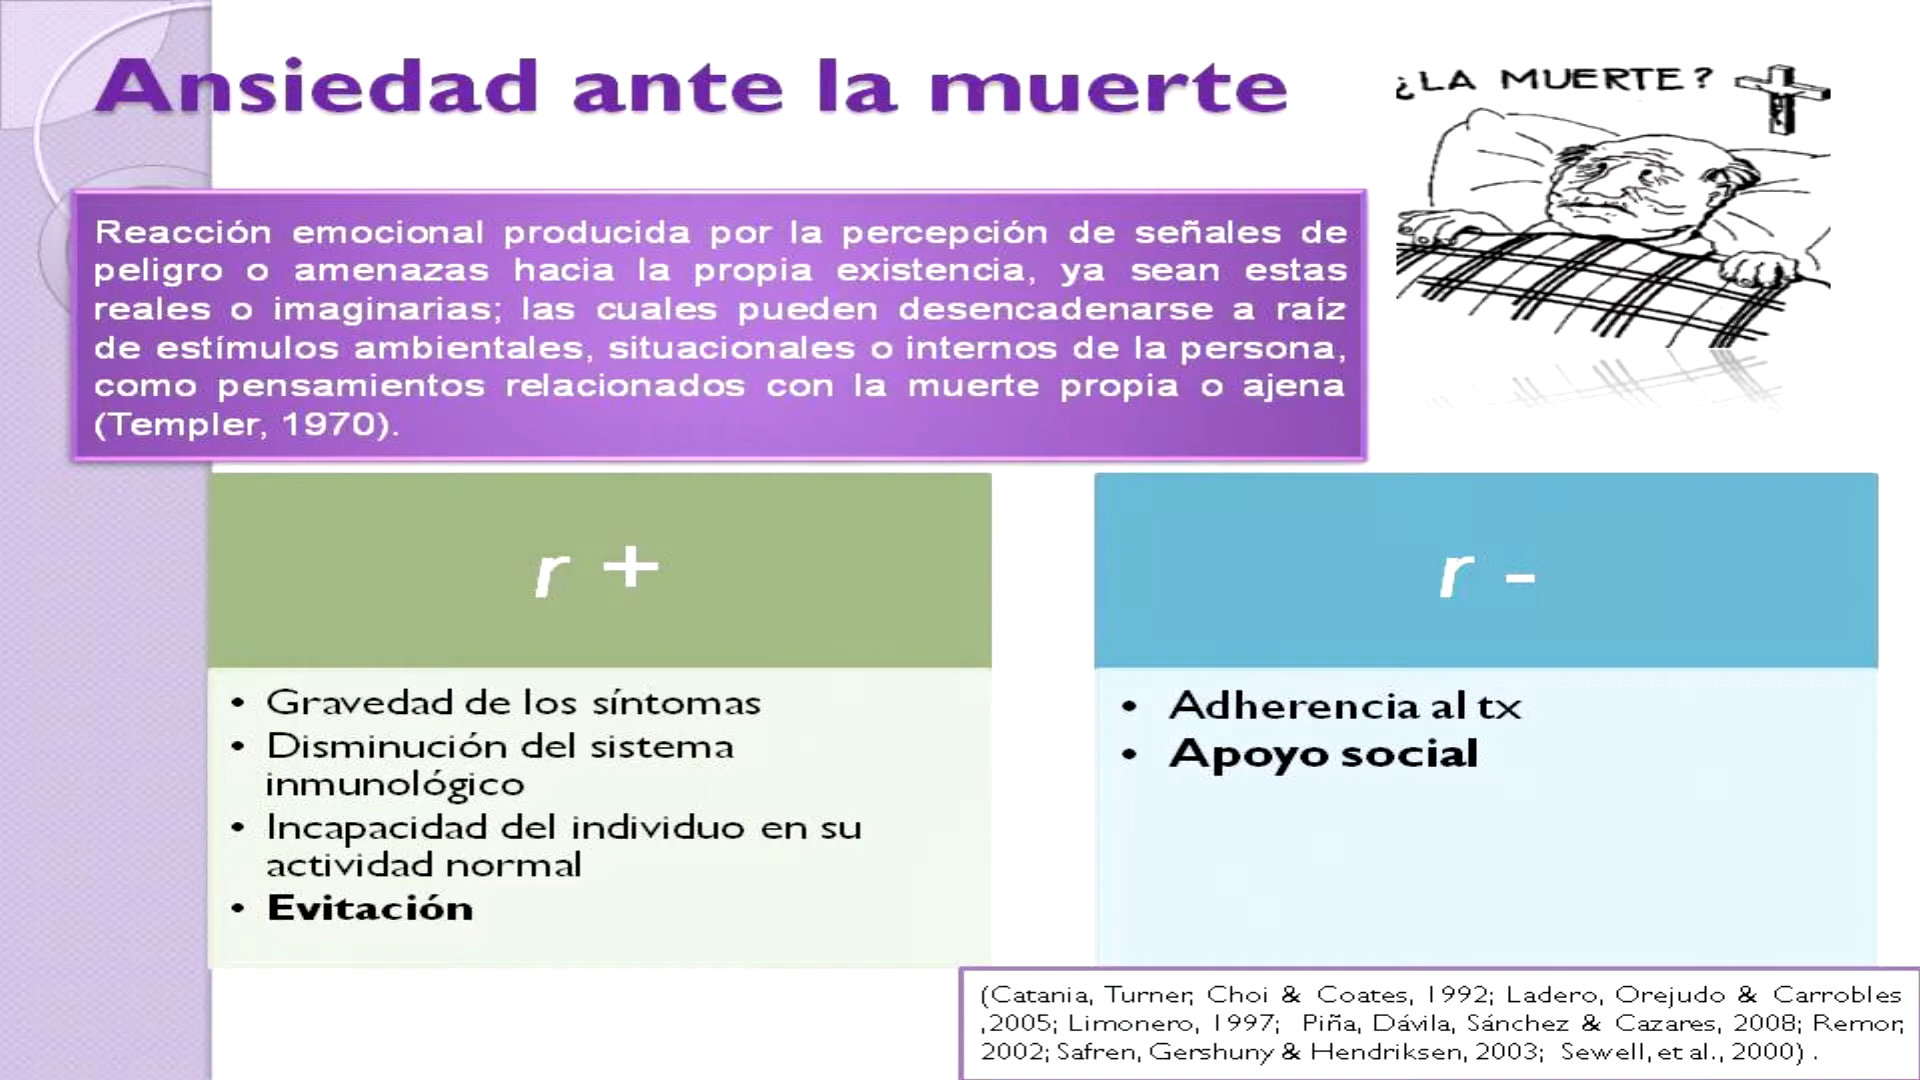 Ansiedad ante la muerte
¿LA MUERTE?
Reacción emocional producida por la percepción de señales de
peligro o amenazas hacia la propia existencia, ya sean estas
reales o imaginarias; las cuales pueden desencadenarse a raíz
de estímulos ambientales, situacionales o internos de la persona,
como pensamientos relacionados con la muerte propia o ajena
(Templer, 1970).
r +
• Gravedad de los síntomas
• Disminución del sistema
inmunológico
• Incapacidad del individuo en su
actividad normal
• Evitación
r -
• Adherencia al tx
• Apoyo social
(Catania, Turner, Choi & Coates, 1992; Ladero, Orejudo & Carrobles
,2005; Limonero, 1997; Piña, Dávila, Sánchez & Cazares, 2008; Remor,
2002; Safren, Gershuny & Hendriksen, 2003; Sewell, et al., 2000) .